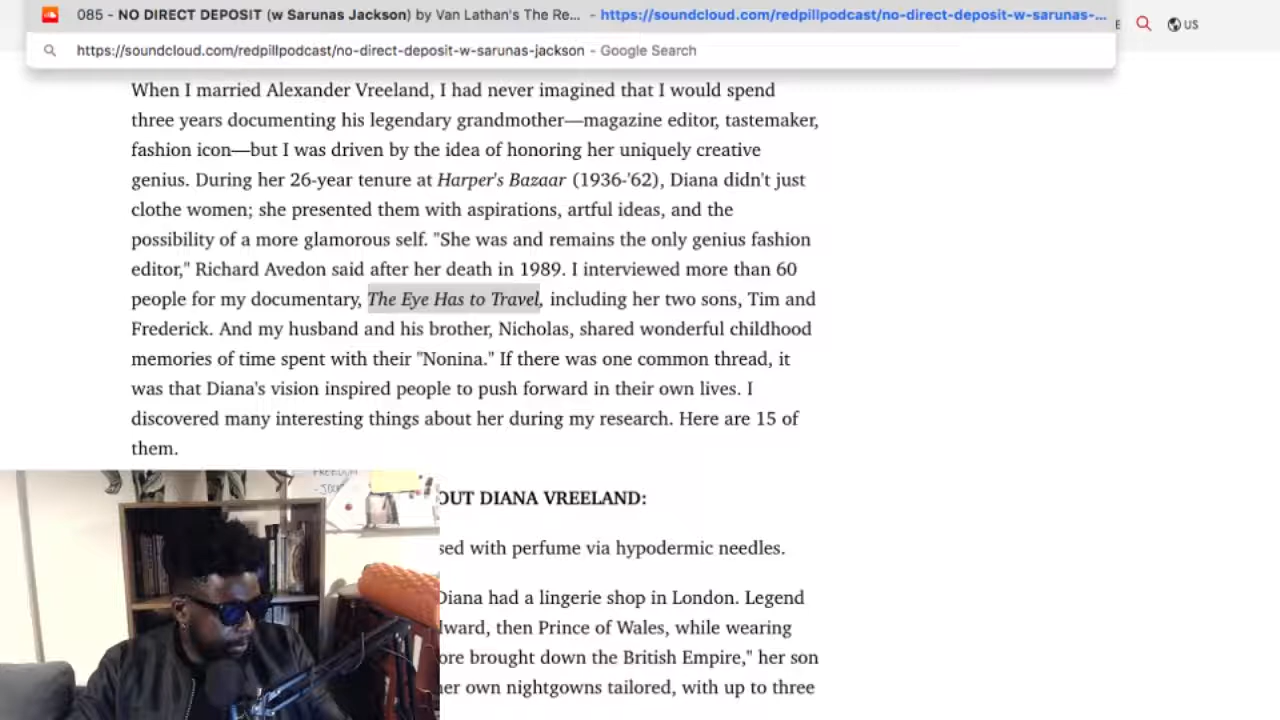 085 - NO DIRECT DEPOSIT (w Sarunas Jackson) by Van Lathan's The Re... - https://soundcloud.com/redpillpodcast/no-direct-deposit-w-sarunas-...
https://soundcloud.com/redpillpodcast/no-direct-deposit-w-sarunas-jackson - Google Search
E US
When I married Alexander Vreeland, I had never imagined that I would spend
three years documenting his legendary grandmother—magazine editor, tastemaker,
fashion icon—but I was driven by the idea of honoring her uniquely creative
genius. During her 26-year tenure at Harper's Bazaar (1936-'62), Diana didn't just
clothe women; she presented them with aspirations, artful ideas, and the
possibility of a more glamorous self. "She was and remains the only genius fashion
editor," Richard Avedon said after her death in 1989. I interviewed more than 60
people for my documentary, The Eye Has to Travel, including her two sons, Tim and
Frederick. And my husband and his brother, Nicholas, shared wonderful childhood
memories of time spent with their "Nonina." If there was one common thread, it
was that Diana's vision inspired people to push forward in their own lives. I
discovered many interesting things about her during my research. Here are 15 of
them.
OUT DIANA VREELAND:
sed with perfume via hypodermic needles.
Diana had a lingerie shop in London. Legend
dward, then Prince of Wales, while wearing
ore brought down the British Empire," her son
her own nightgowns tailored, with up to three
FREEDOM